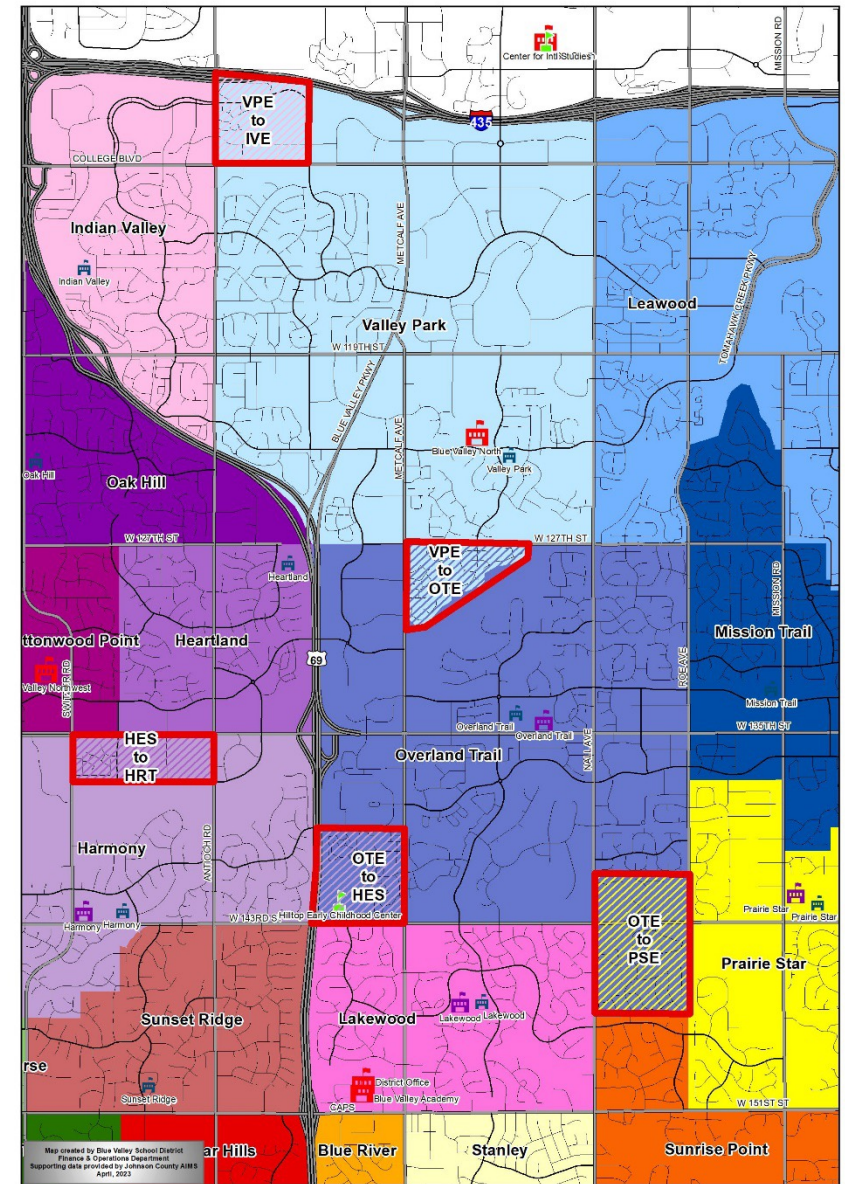 Center for Intl Studies
MISSION RD
VPE
to
IVE
435
COLLEGE BLVD
METCALF AVE
Indian Valley
Indian Valley
TOMAHAWK CREEK PKWY
Leawood
Valley Park
W 119TH ST
BLUE VALLEY PKWY
METCALF AVE
Blue Valley North
Valley Park
Oak Hill
Oak Hill
W 127TH ST
W 127TH ST
VPE
to
OTE
Heartland
MISSION RD
ttonwood Point
Heartland
Mission Trail
ROE AVE
69
SWITZER RD
Valley Northwest
Mission Trail
Overland Trail
Overland Trail
W 135TH ST
HES
to
HRT
NALL AVE
Overland Trail
ANTIOCH RD
Harmony
OTE
to
HES
Harmony
Harmony
W 143RD S
Hilltop Early Childhood Center
Prairie Star
Prairie Star
OTE
to
PSE
Prairie Star
Sunset Ridge
Lakewood
Lakewood
Lakewood
rse
Sunset Ridge
District Office
Blue Valley Academy
CAPS
W 151ST ST
ar Hills
Blue River
Stanley
Sunrise Point
Map created by Blue Valley School District
Finance & Operations Department
Supporting data provided by Johnson County AIMS
April, 2023